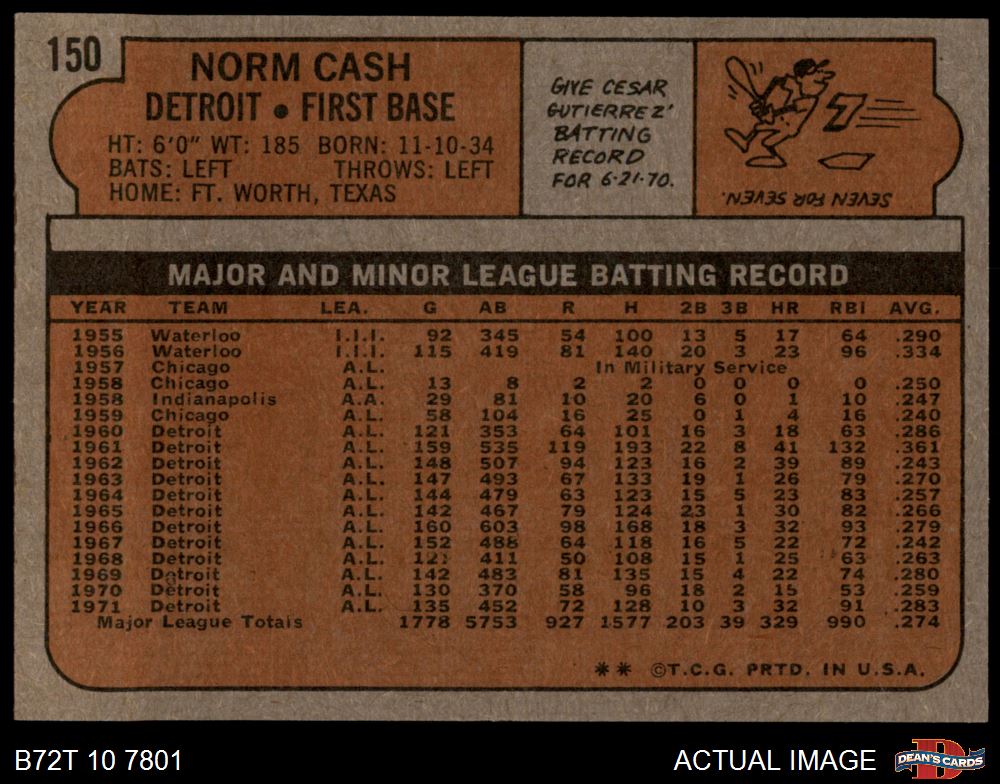 150
NORM CASH
DETROIT • FIRST BASE
HT: 6'0" WT: 185 BORN: 11-10-34
BATS: LEFT THROWS: LEFT
HOME: FT. WORTH, TEXAS
GIVE CESAR
GUTIERREZ'
BATTING
RECORD
FOR 6-21-70.
7
SEVEN FOR SEVEN.
MAJOR AND MINOR LEAGUE BATTING RECORD
YEAR TEAM LEA. G AB R H 2B 3B HR RBI AVG.
1955 Waterloo I.I.I. 92 345 54 100 13 5 17 64 .290
1956 Waterloo I.I.I. 115 419 81 140 20 3 23 96 .334
1957 Chicago A.L. In Military Service
1958 Chicago A.L. 13 8 2 2 0 0 0 0 .250
1958 Indianapolis A.A. 29 81 10 20 6 0 1 10 .247
1959 Chicago A.L. 58 104 16 25 0 1 4 16 .240
1960 Detroit A.L. 121 353 64 101 16 3 18 63 .286
1961 Detroit A.L. 159 535 119 193 22 8 41 132 .361
1962 Detroit A.L. 148 507 94 123 16 2 39 89 .243
1963 Detroit A.L. 147 493 67 133 19 1 26 79 .270
1964 Detroit A.L. 144 479 63 123 15 5 23 83 .257
1965 Detroit A.L. 142 467 79 124 23 1 30 82 .266
1966 Detroit A.L. 160 603 98 168 18 3 32 93 .279
1967 Detroit A.L. 152 488 64 118 16 5 22 72 .242
1968 Detroit A.L. 411 50 108 15 1 25 63 .263
1969 Detroit A.L. 142 483 81 135 15 4 22 74 .280
1970 Detroit A.L. 130 370 58 96 18 2 15 53 .259
1971 Detroit A.L. 135 452 72 128 10 3 32 91 .283
Major League Totals 1778 5753 927 1577 203 39 329 990 .274
** ©T.C.G. PRTD. IN U.S.A.
B72T 10 7801
ACTUAL IMAGE
D
DEAN'S CARDS